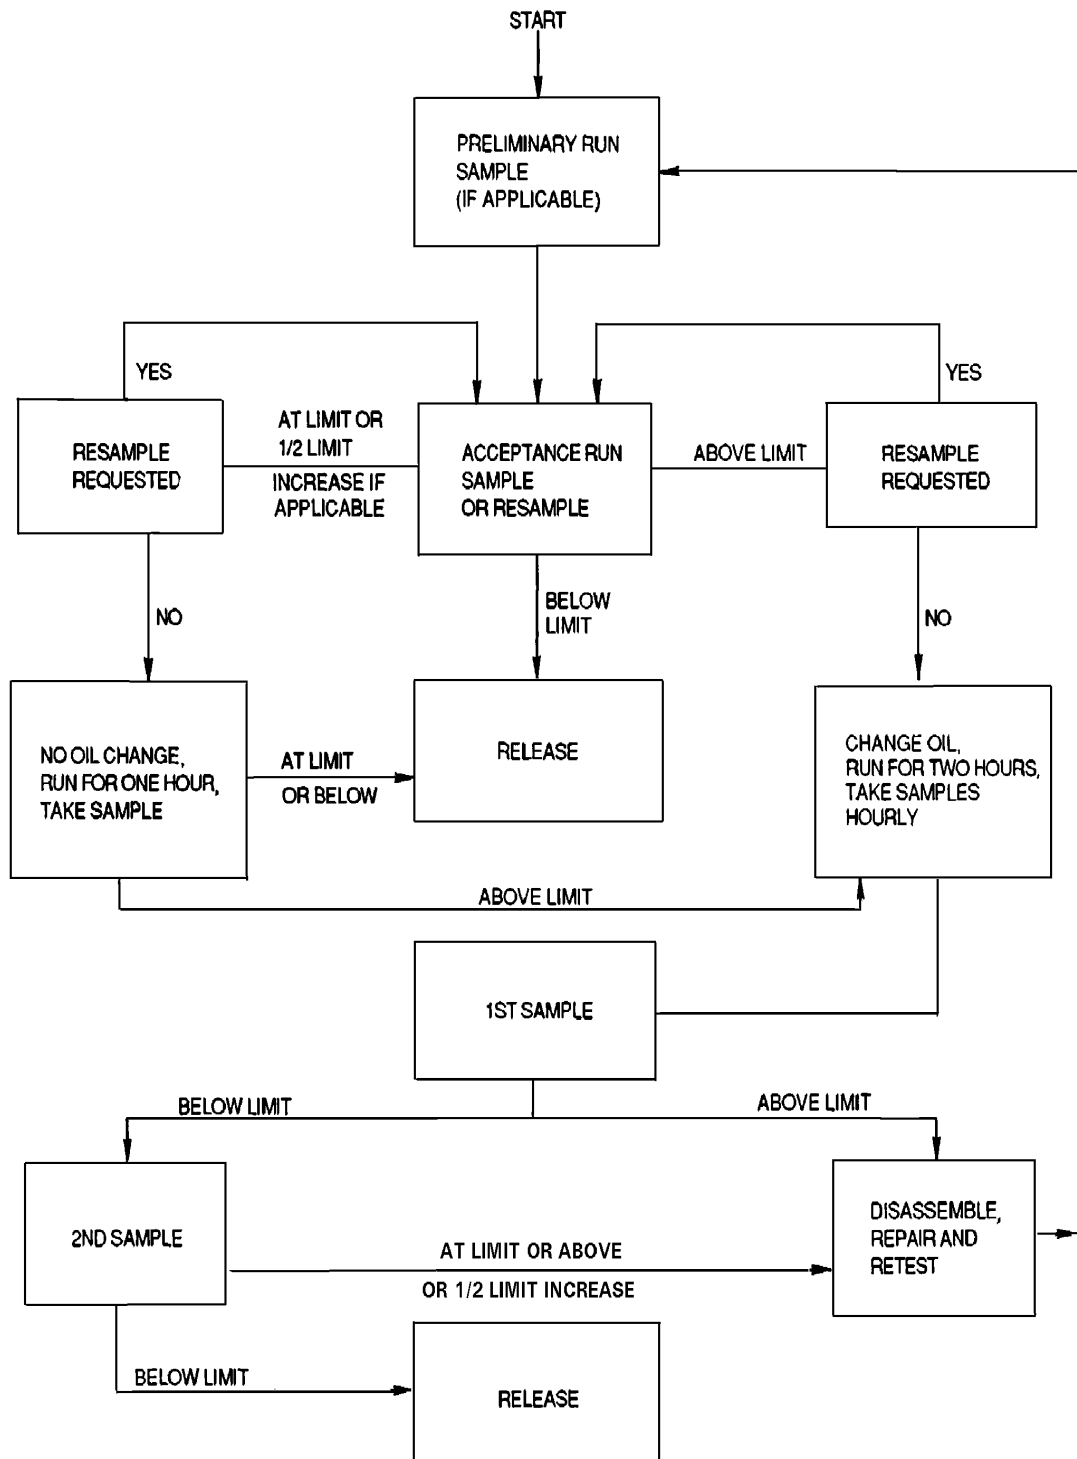 START
PRELIMINARY RUN
SAMPLE
(IF APPLICABLE)
YES
YES
RESAMPLE
REQUESTED
AT LIMIT OR
1/2 LIMIT
INCREASE IF
APPLICABLE
ACCEPTANCE RUN
SAMPLE
OR RESAMPLE
ABOVE LIMIT
RESAMPLE
REQUESTED
NO
BELOW
LIMIT
NO
NO OIL CHANGE,
RUN FOR ONE HOUR,
TAKE SAMPLE
AT LIMIT
OR BELOW
RELEASE
CHANGE OIL,
RUN FOR TWO HOURS,
TAKE SAMPLES
HOURLY
ABOVE LIMIT
1ST SAMPLE
BELOW LIMIT
ABOVE LIMIT
2ND SAMPLE
AT LIMIT OR ABOVE
OR 1/2 LIMIT INCREASE
DISASSEMBLE,
REPAIR AND
RETEST
BELOW LIMIT
RELEASE